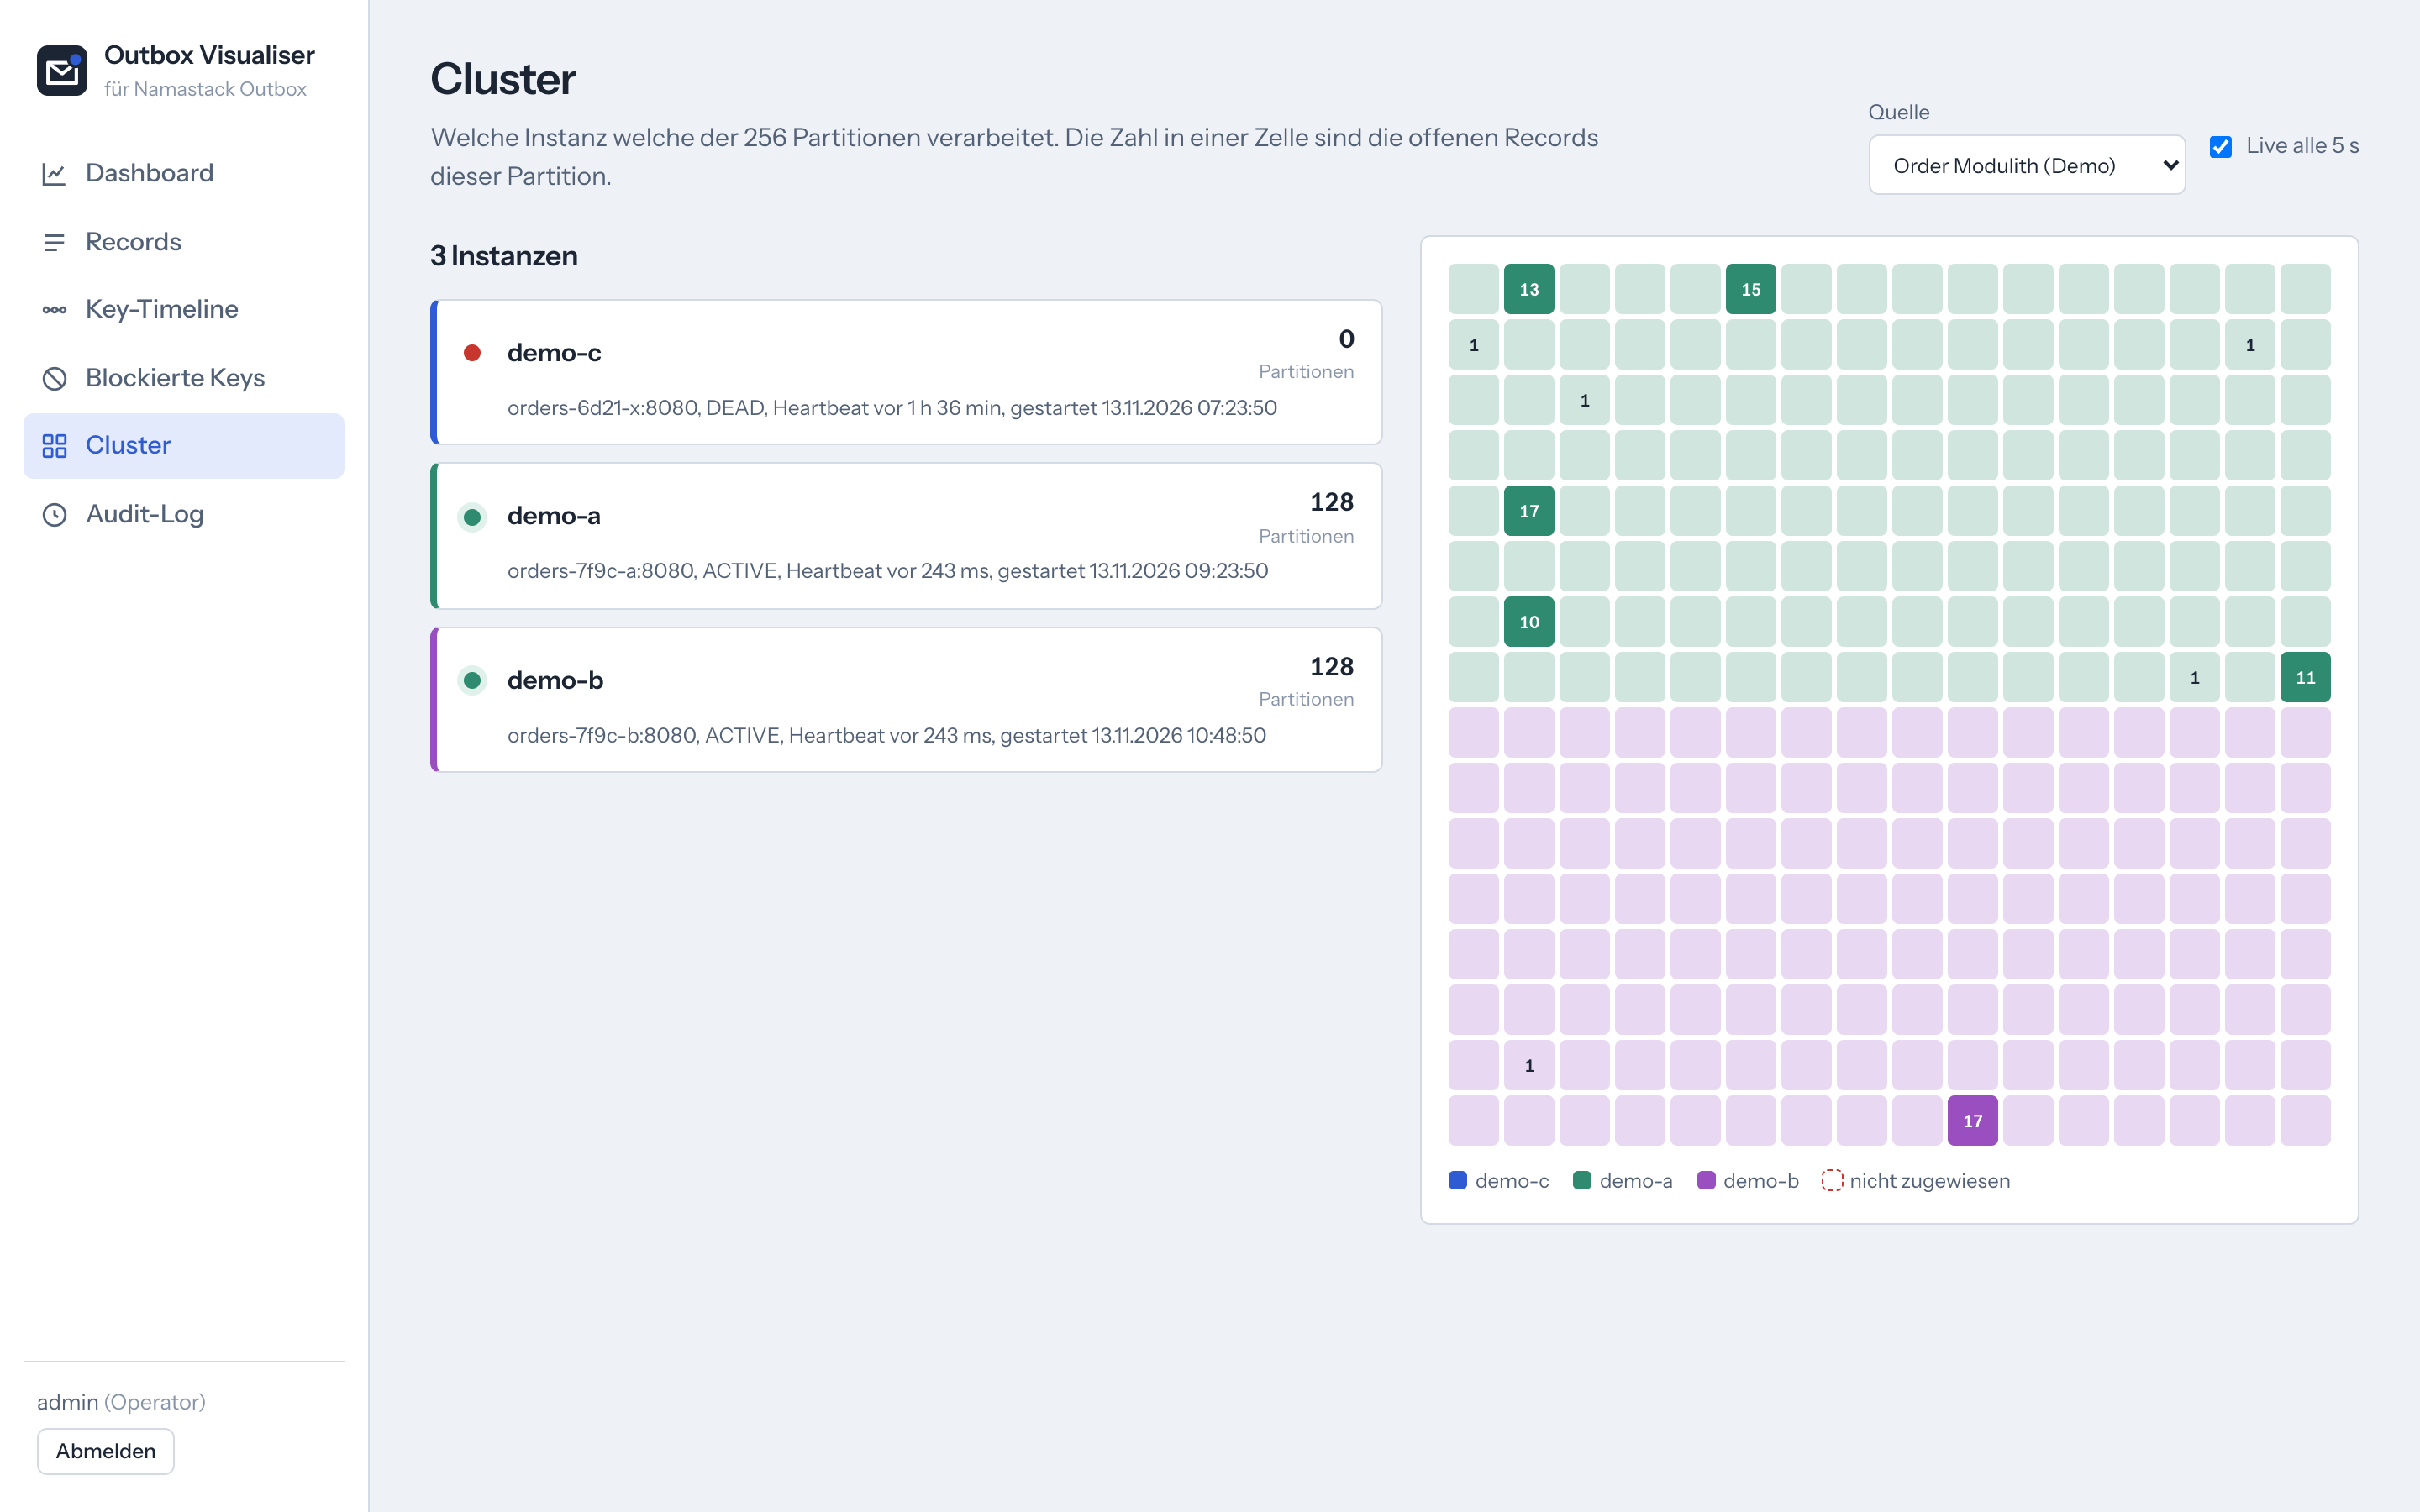 Outbox Visualiser
für Namastack Outbox
Dashboard
Records
Key-Timeline
Blockierte Keys
Cluster
Audit-Log
admin (Operator)
Abmelden
Cluster
Welche Instanz welche der 256 Partitionen verarbeitet. Die Zahl in einer Zelle sind die offenen Records
dieser Partition.
Quelle
Order Modulith (Demo)
Live alle 5 s
3 Instanzen
demo-c
0
Partitionen
orders-6d21-x:8080, DEAD, Heartbeat vor 1 h 36 min, gestartet 13.11.2026 07:23:50
demo-a
128
Partitionen
orders-7f9c-a:8080, ACTIVE, Heartbeat vor 243 ms, gestartet 13.11.2026 09:23:50
demo-b
128
Partitionen
orders-7f9c-b:8080, ACTIVE, Heartbeat vor 243 ms, gestartet 13.11.2026 10:48:50
13 15
1 1
1
17
10
1 11
1
17
demo-c demo-a demo-b nicht zugewiesen